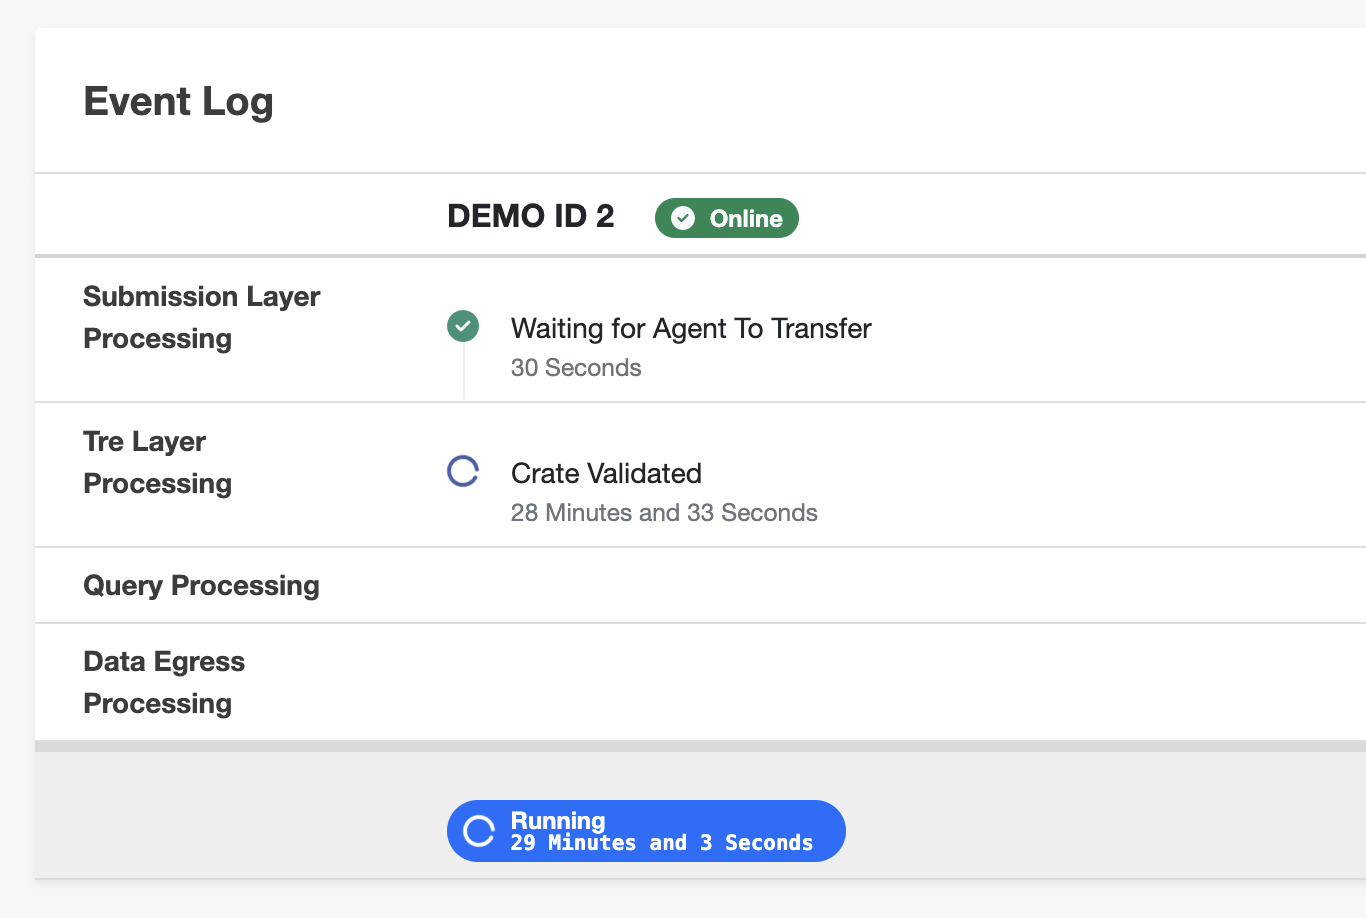 Event Log
DEMO ID 2
Online
Submission Layer
Processing
Waiting for Agent To Transfer
30 Seconds
Tre Layer
Processing
Crate Validated
28 Minutes and 33 Seconds
Query Processing
Data Egress
Processing
Running
29 Minutes and 3 Seconds